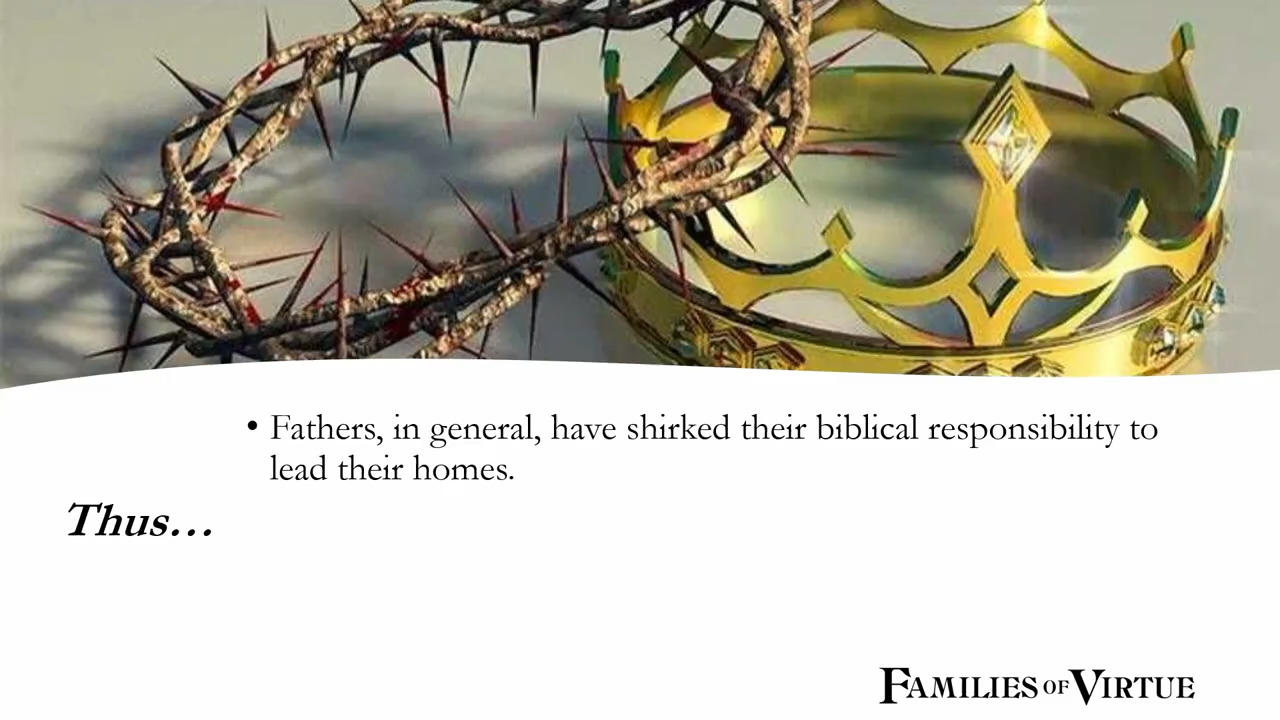 • Fathers, in general, have shirked their biblical responsibility to
lead their homes.
Thus…
FAMILIES OF VIRTUE